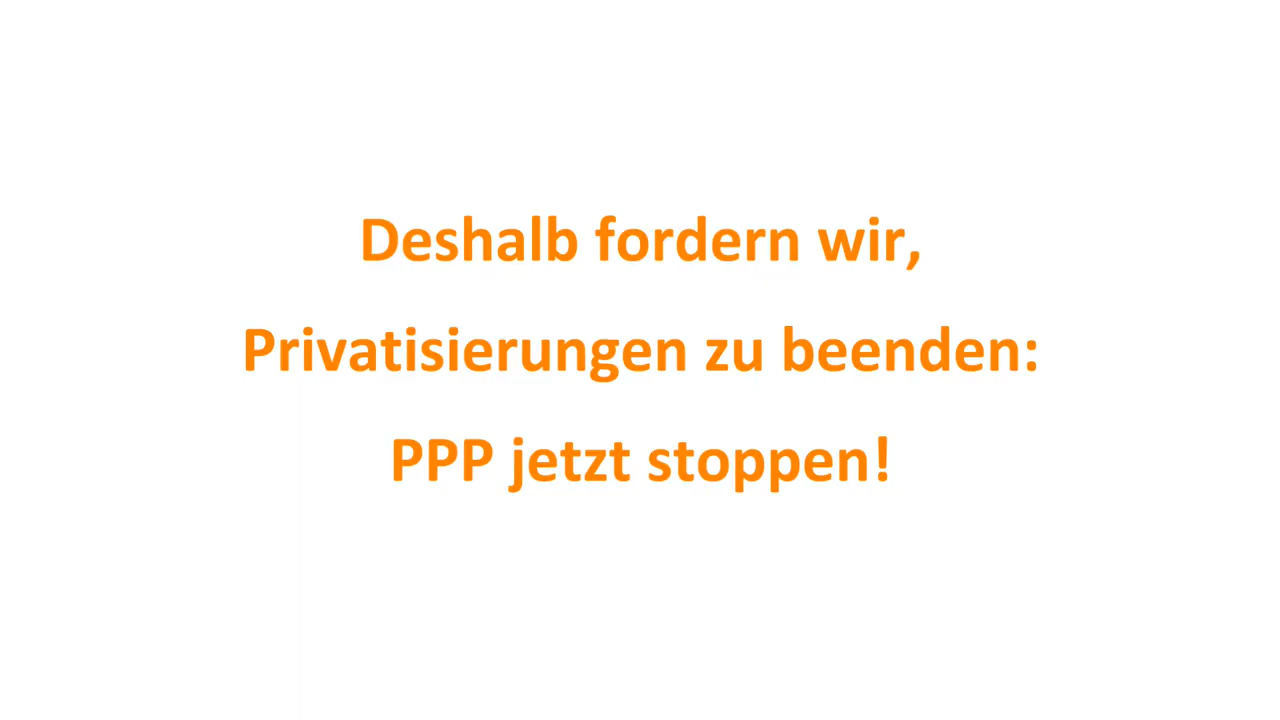 Deshalb fordern wir,
Privatisierungen zu beenden:
PPP jetzt stoppen!